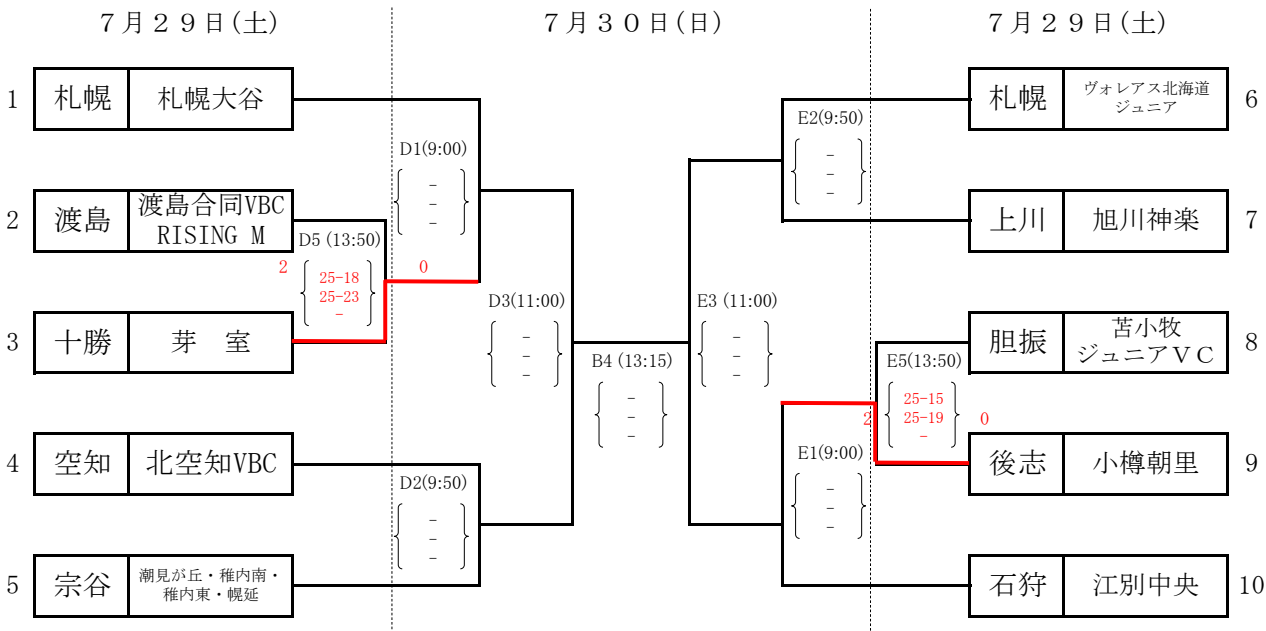 ７月２９日(土)
７月３０日(日)
７月２９日(土)
1 札幌 札幌大谷
D1(9:00)
-
-
-
2 渡島 渡島合同VBC
RISING M
D5 (13:50)
2
25-18
25-23
-
0
3 十勝 芽　室
D3(11:00)
-
-
-
4 空知 北空知VBC
D2(9:50)
-
-
-
5 宗谷 潮見が丘・稚内南・
稚内東・幌延
B4 (13:15)
-
-
-
札幌 ヴォレアス北海道
ジュニア 6
E2(9:50)
-
-
-
上川 旭川神楽 7
E3 (11:00)
-
-
-
胆振 苫小牧
ジュニアＶＣ 8
E5(13:50)
2
25-15
25-19
-
0
後志 小樽朝里 9
E1(9:00)
-
-
-
石狩 江別中央 10